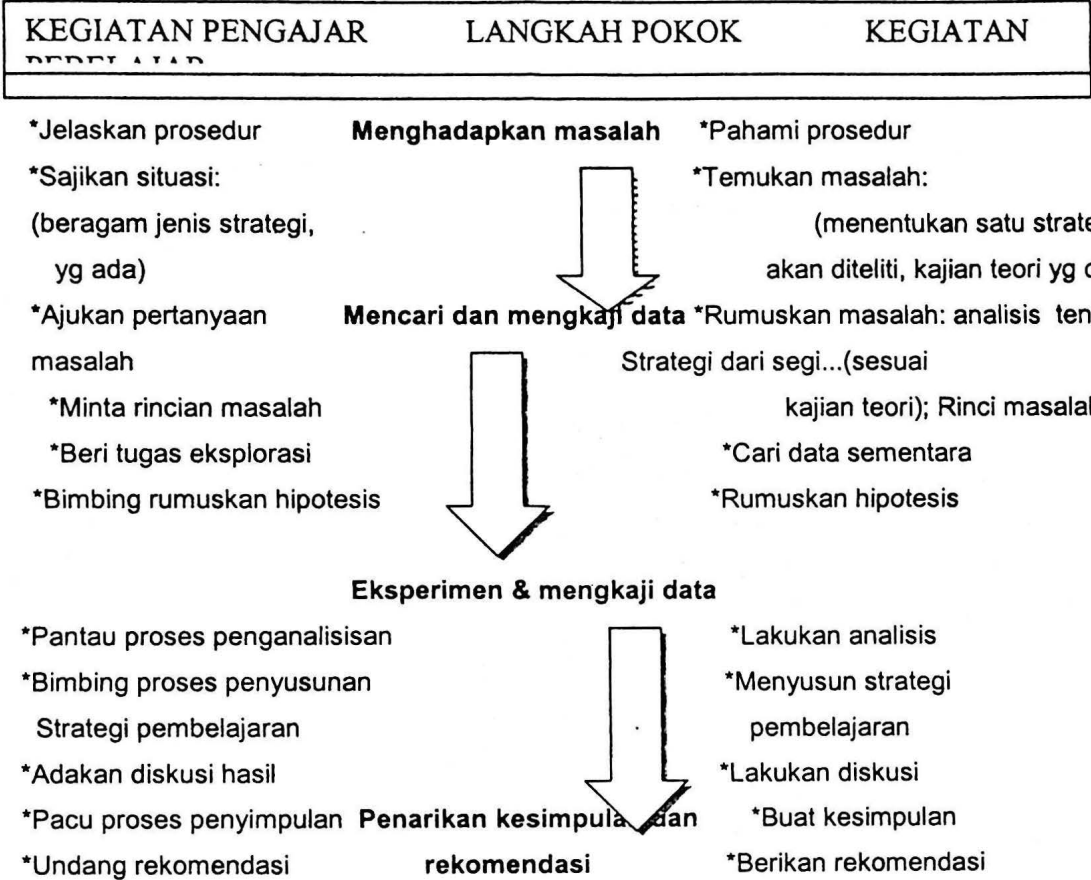 KEGIATAN PENGAJAR LANGKAH POKOK KEGIATAN
*Jelaskan prosedur Menghadapkan masalah *Pahami prosedur
*Sajikan situasi: *Temukan masalah:
(beragam jenis strategi, (menentukan satu strate
yg ada) akan diteliti, kajian teori yg d
*Ajukan pertanyaan Mencari dan mengkaji data *Rumuskan masalah: analisis ten
masalah Strategi dari segi...(sesuai
*Minta rincian masalah kajian teori); Rinci masalah
*Beri tugas eksplorasi *Cari data sementara
*Bimbing rumuskan hipotesis *Rumuskan hipotesis
Eksperimen & mengkaji data
*Pantau proses penganalisisan *Lakukan analisis
*Bimbing proses penyusunan *Menyusun strategi
Strategi pembelajaran pembelajaran
*Adakan diskusi hasil *Lakukan diskusi
*Pacu proses penyimpulan Penarikan kesimpulan dan *Buat kesimpulan
*Undang rekomendasi rekomendasi *Berikan rekomendasi